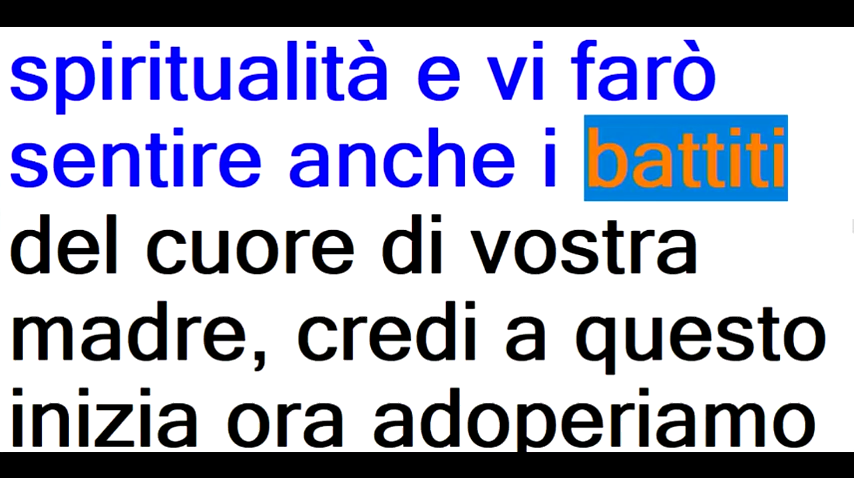 spiritualità e vi farò
sentire anche i battiti
del cuore di vostra
madre, credi a questo
inizia ora adoperiamo